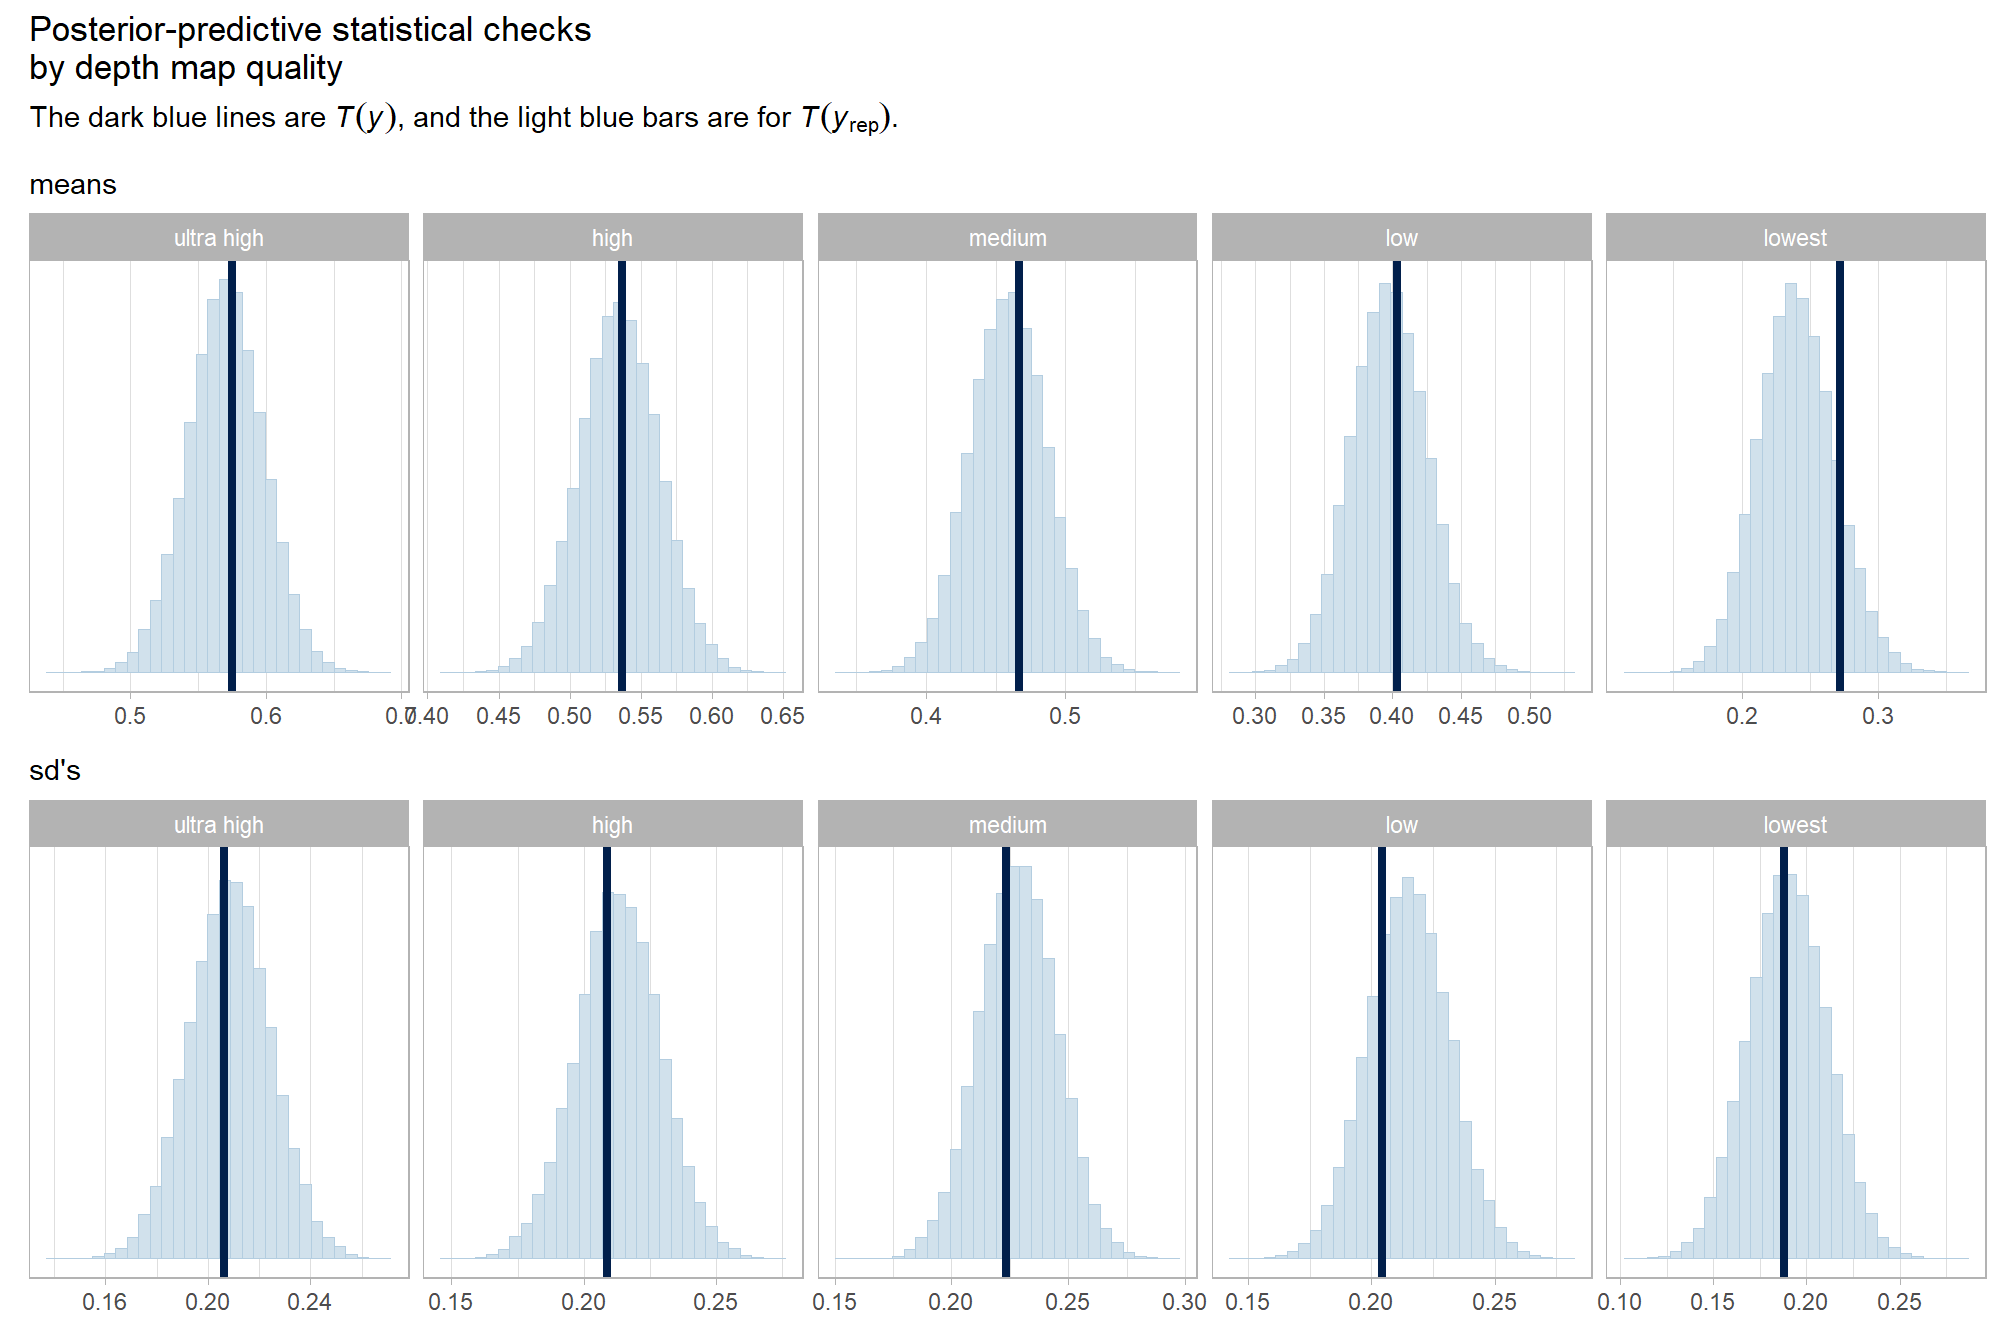 Posterior-predictive statistical checks
by depth map quality
The dark blue lines are T(y), and the light blue bars are for T(y_rep).
means
ultra high high medium low lowest
0.5 0.6 0.7 0.40 0.45 0.50 0.55 0.60 0.65 0.4 0.5 0.30 0.35 0.40 0.45 0.50 0.2 0.3
sd's
ultra high high medium low lowest
0.16 0.20 0.24 0.15 0.20 0.25 0.15 0.20 0.25 0.30 0.15 0.20 0.25 0.10 0.15 0.20 0.25